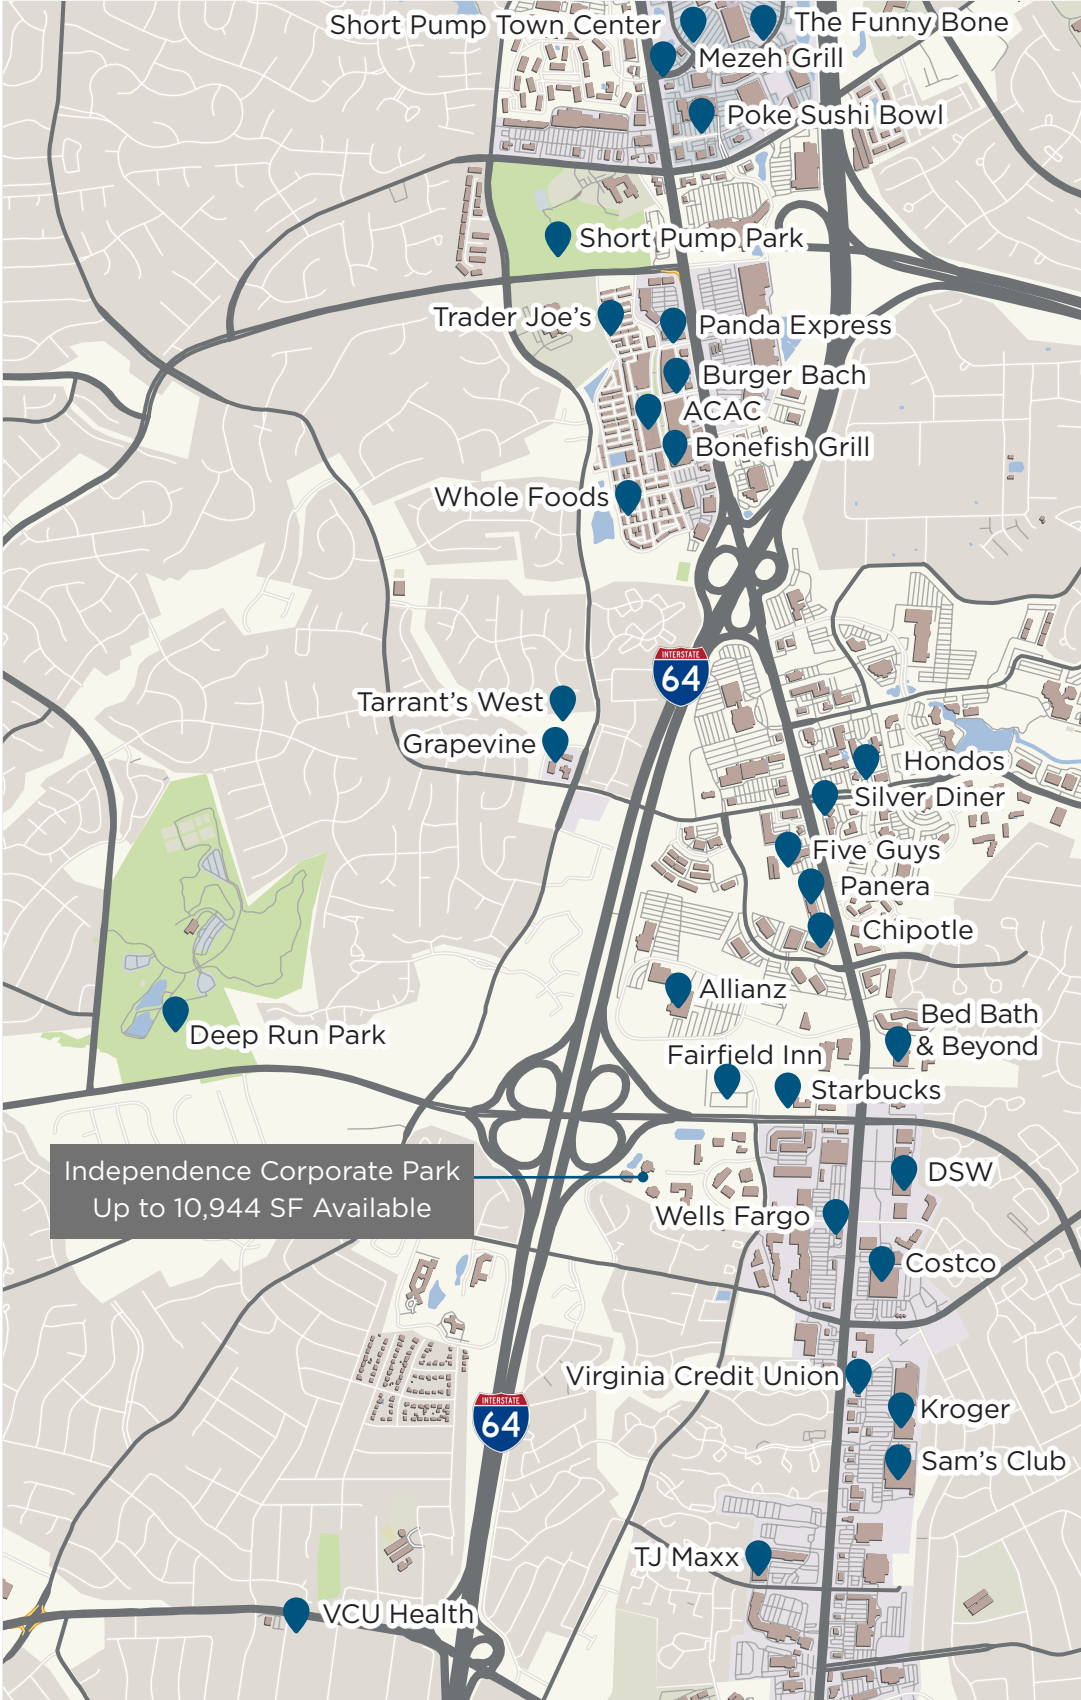 Short Pump Town Center
The Funny Bone
Mezeh Grill
Poke Sushi Bowl
Short Pump Park
Trader Joe's
Panda Express
Burger Bach
ACAC
Bonefish Grill
Whole Foods
INTERSTATE
64
Tarrant's West
Grapevine
Hondos
Silver Diner
Five Guys
Panera
Chipotle
Allianz
Bed Bath
& Beyond
Deep Run Park
Fairfield Inn
Starbucks
Independence Corporate Park
Up to 10,944 SF Available
DSW
Wells Fargo
Costco
Virginia Credit Union
INTERSTATE
64
Kroger
Sam's Club
TJ Maxx
VCU Health